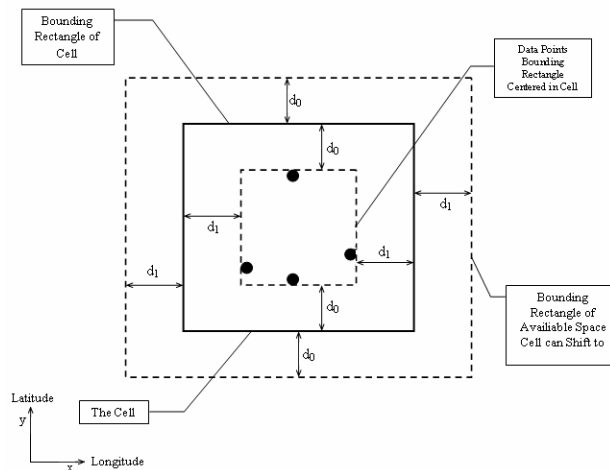 Bounding
Rectangle of
Cell
Data Points
Bounding
Rectangle
Centered in Cell
d0
d0
d1
d1
d1
d1
d0
d0
Bounding
Rectangle of
Availiable Space
Cell can Shift to
The Cell
Latitude
y
x
Longitude